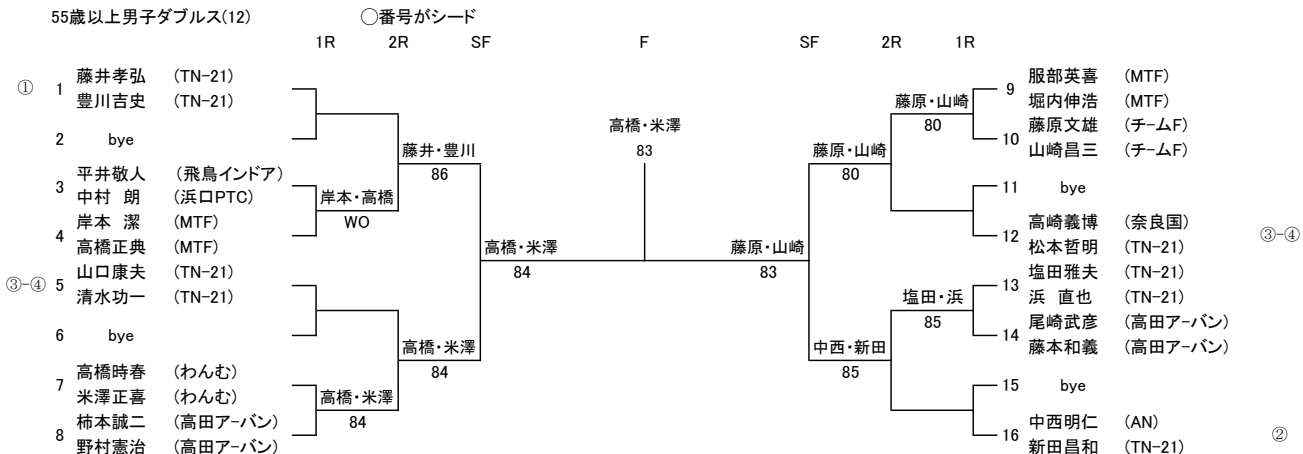 55歳以上男子ダブルス(12) ◯番号がシード
1R 2R SF F SF 2R 1R
① 1 藤井孝弘 (TN-21)
豊川吉史 (TN-21)
2 bye
3 平井敬人 (飛鳥インドア)
中村 朗 (浜口PTC)
4 岸本 潔 (MTF)
高橋正典 (MTF)
③-④ 5 山口康夫 (TN-21)
清水功一 (TN-21)
6 bye
7 高橋時春 (わんむ)
米澤正喜 (わんむ)
8 柿本誠二 (高田アーバン)
野村憲治 (高田アーバン)
岸本・高橋
WO
高橋・米澤
84
藤井・豊川
86
高橋・米澤
84
高橋・米澤
84
高橋・米澤
83
藤原・山崎
83
藤原・山崎
80
中西・新田
85
藤原・山崎
80
塩田・浜
85
9 服部英喜 (MTF)
堀内伸浩 (MTF)
10 藤原文雄 (チームF)
山崎昌三 (チームF)
11 bye
12 高崎義博 (奈良国) ③-④
松本哲明 (TN-21)
13 塩田雅夫 (TN-21)
浜 直也 (TN-21)
14 尾崎武彦 (高田アーバン)
藤本和義 (高田アーバン)
15 bye
16 中西明仁 (AN) ②
新田昌和 (TN-21)